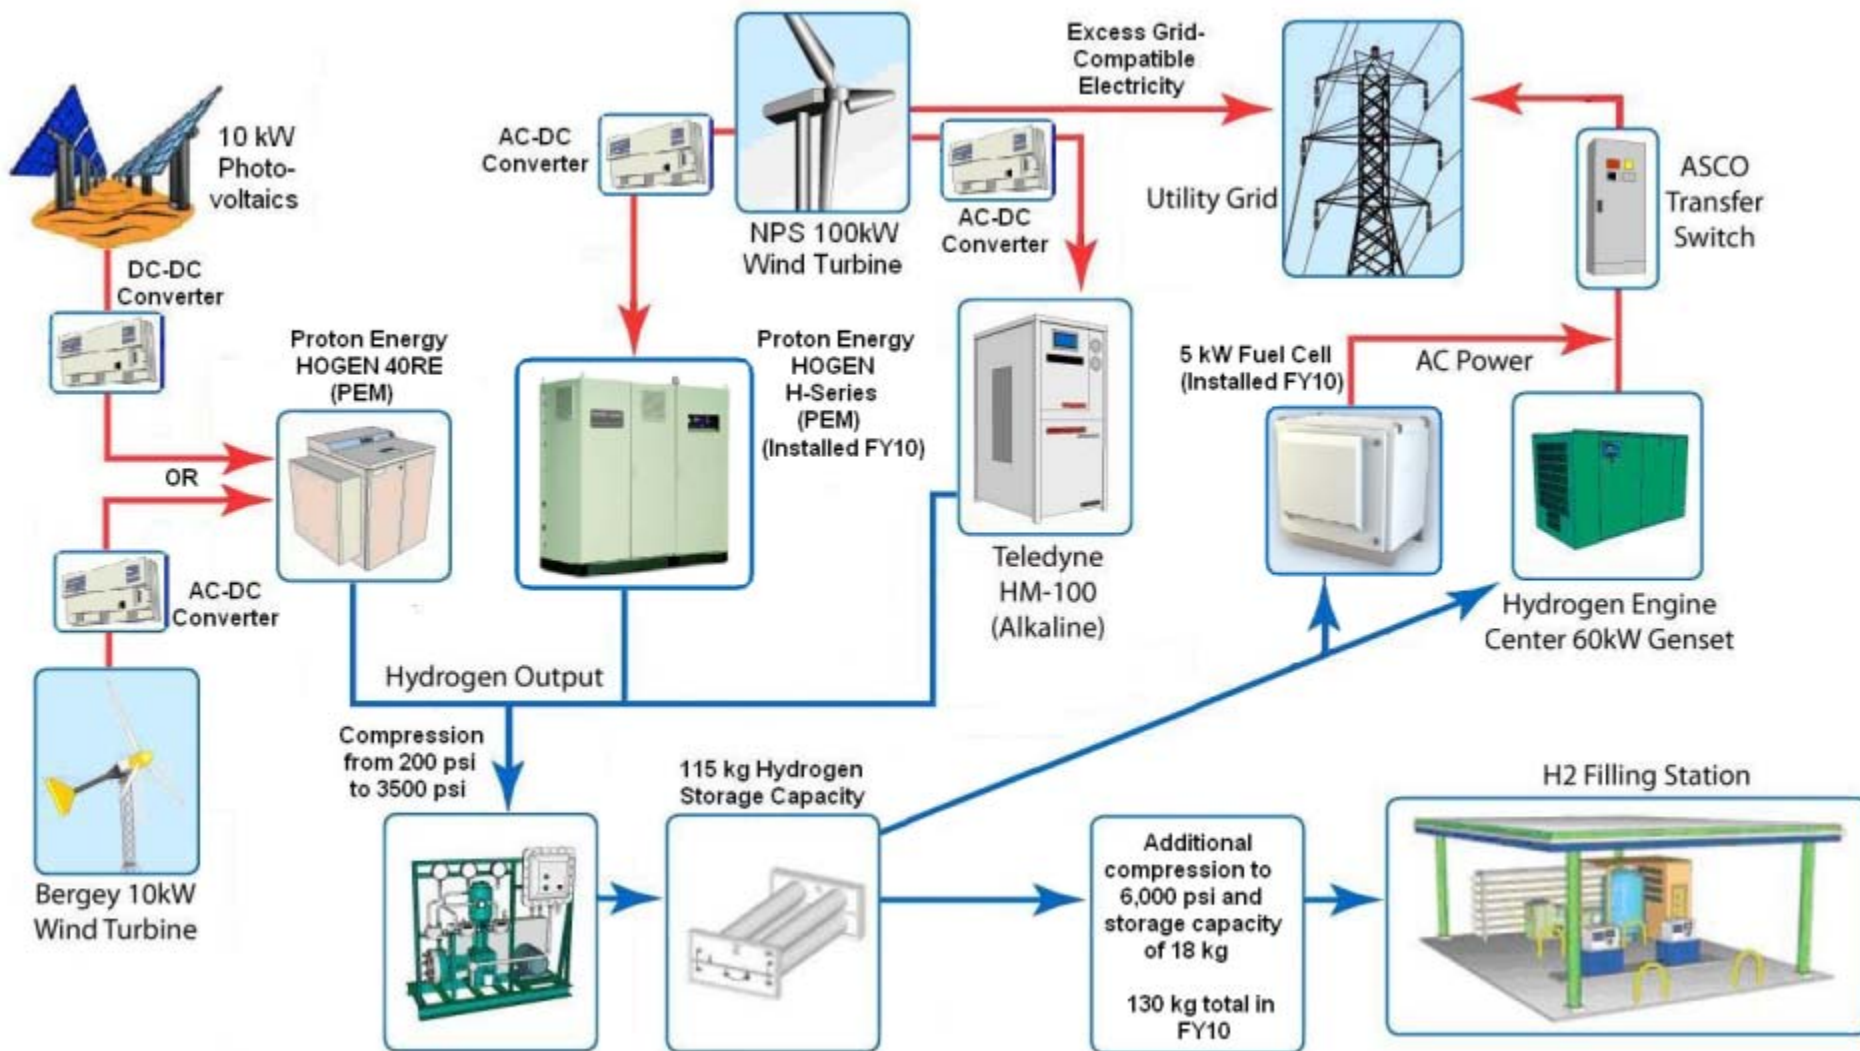 10 kW
Photo-
voltaics
DC-DC
Converter
Proton Energy
HOGEN 40RE
(PEM)
OR
AC-DC
Converter
Bergey 10kW
Wind Turbine
AC-DC
Converter
NPS 100kW
Wind Turbine
AC-DC
Converter
Excess Grid-
Compatible
Electricity
Utility Grid
ASCO
Transfer
Switch
Proton Energy
HOGEN
H-Series
(PEM)
(Installed FY10)
Teledyne
HM-100
(Alkaline)
5 kW Fuel Cell
(Installed FY10)
AC Power
Hydrogen Engine
Center 60kW Genset
Hydrogen Output
Compression
from 200 psi
to 3500 psi
115 kg Hydrogen
Storage Capacity
Additional
compression to
6,000 psi and
storage capacity
of 18 kg
130 kg total in
FY10
H2 Filling Station